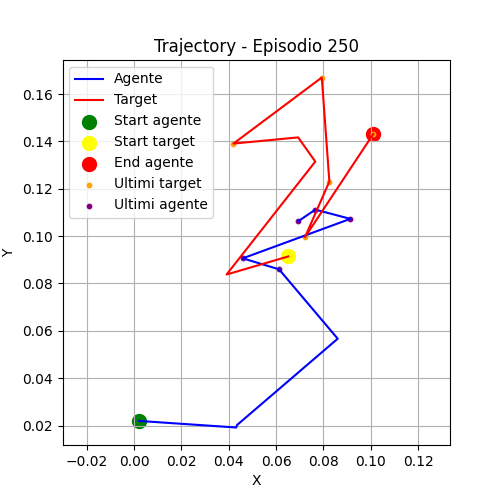 Trajectory - Episodio 250
Agente
Target
Start agente
Start target
End agente
Ultimi target
Ultimi agente
Y
0.16
0.14
0.12
0.10
0.08
0.06
0.04
0.02
−0.02 0.00 0.02 0.04 0.06 0.08 0.10 0.12
X